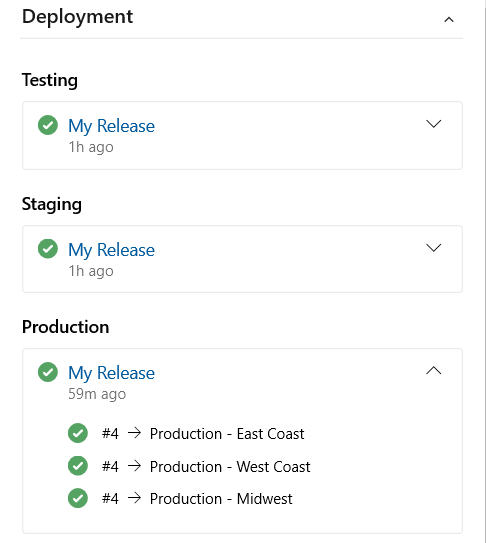 Deployment
Testing
My Release
1h ago
Staging
My Release
1h ago
Production
My Release
59m ago
#4 → Production - East Coast
#4 → Production - West Coast
#4 → Production - Midwest